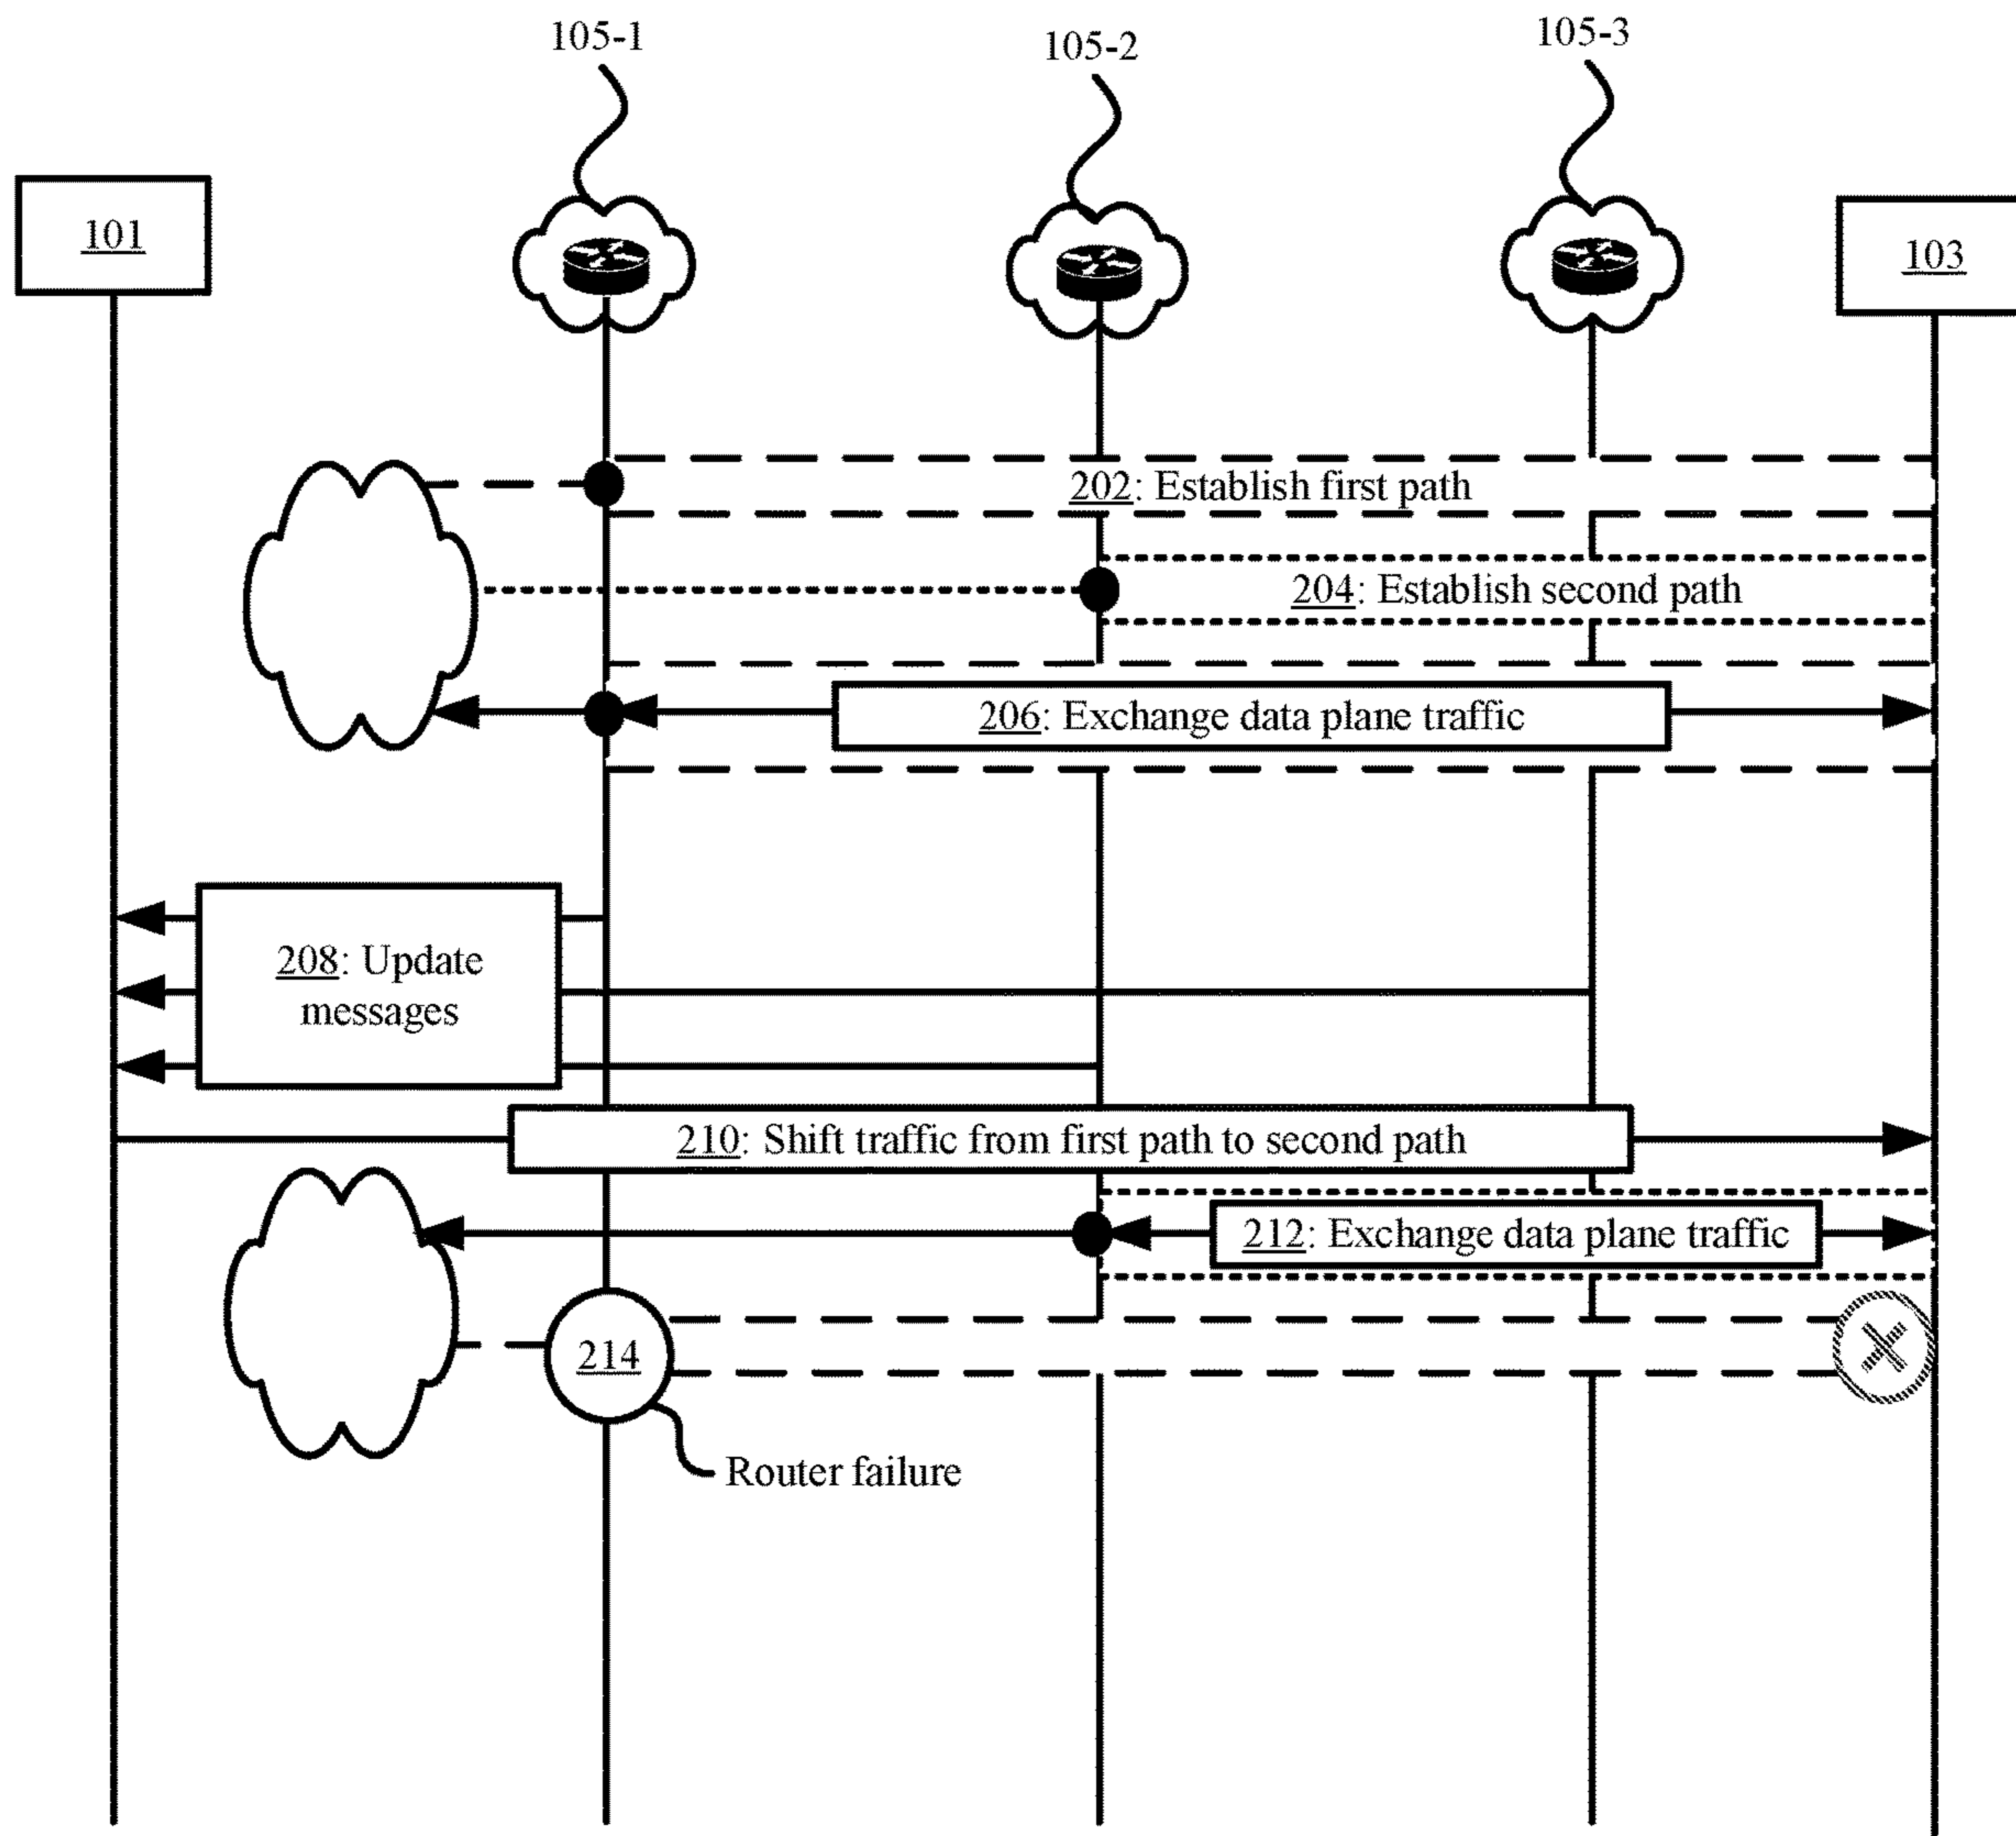 105-1
105-2
105-3
101
103
202: Establish first path
204: Establish second path
206: Exchange data plane traffic
208: Update
messages
210: Shift traffic from first path to second path
212: Exchange data plane traffic
214
Router failure